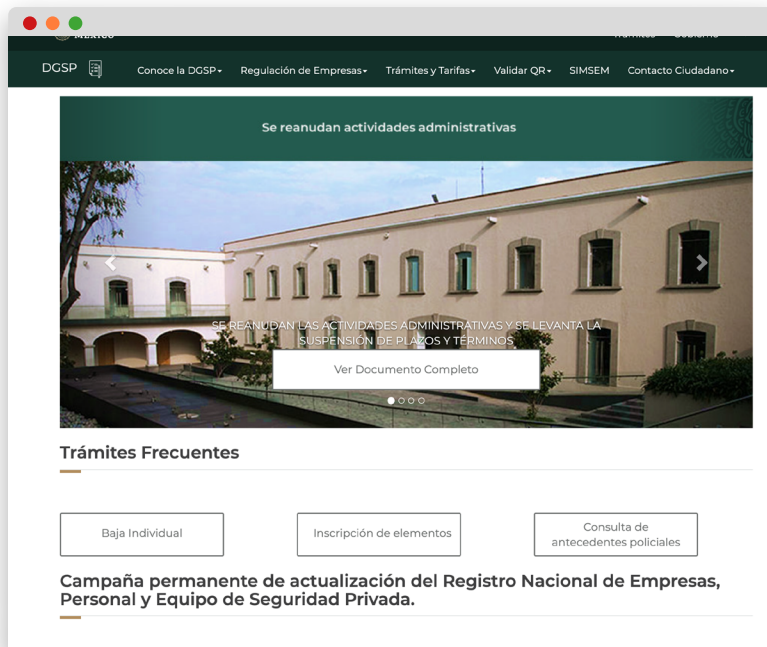 MÉXICO
Trámites Gobierno
DGSP Conoce la DGSP Regulación de Empresas Trámites y Tarifas Validar QR SIMSEM Contacto Ciudadano
Se reanudan actividades administrativas
SE REANUDAN LAS ACTIVIDADES ADMINISTRATIVAS Y SE LEVANTA LA
SUSPENSIÓN DE PLAZOS Y TÉRMINOS
Ver Documento Completo
Trámites Frecuentes
Baja Individual
Inscripción de elementos
Consulta de
antecedentes policiales
Campaña permanente de actualización del Registro Nacional de Empresas,
Personal y Equipo de Seguridad Privada.